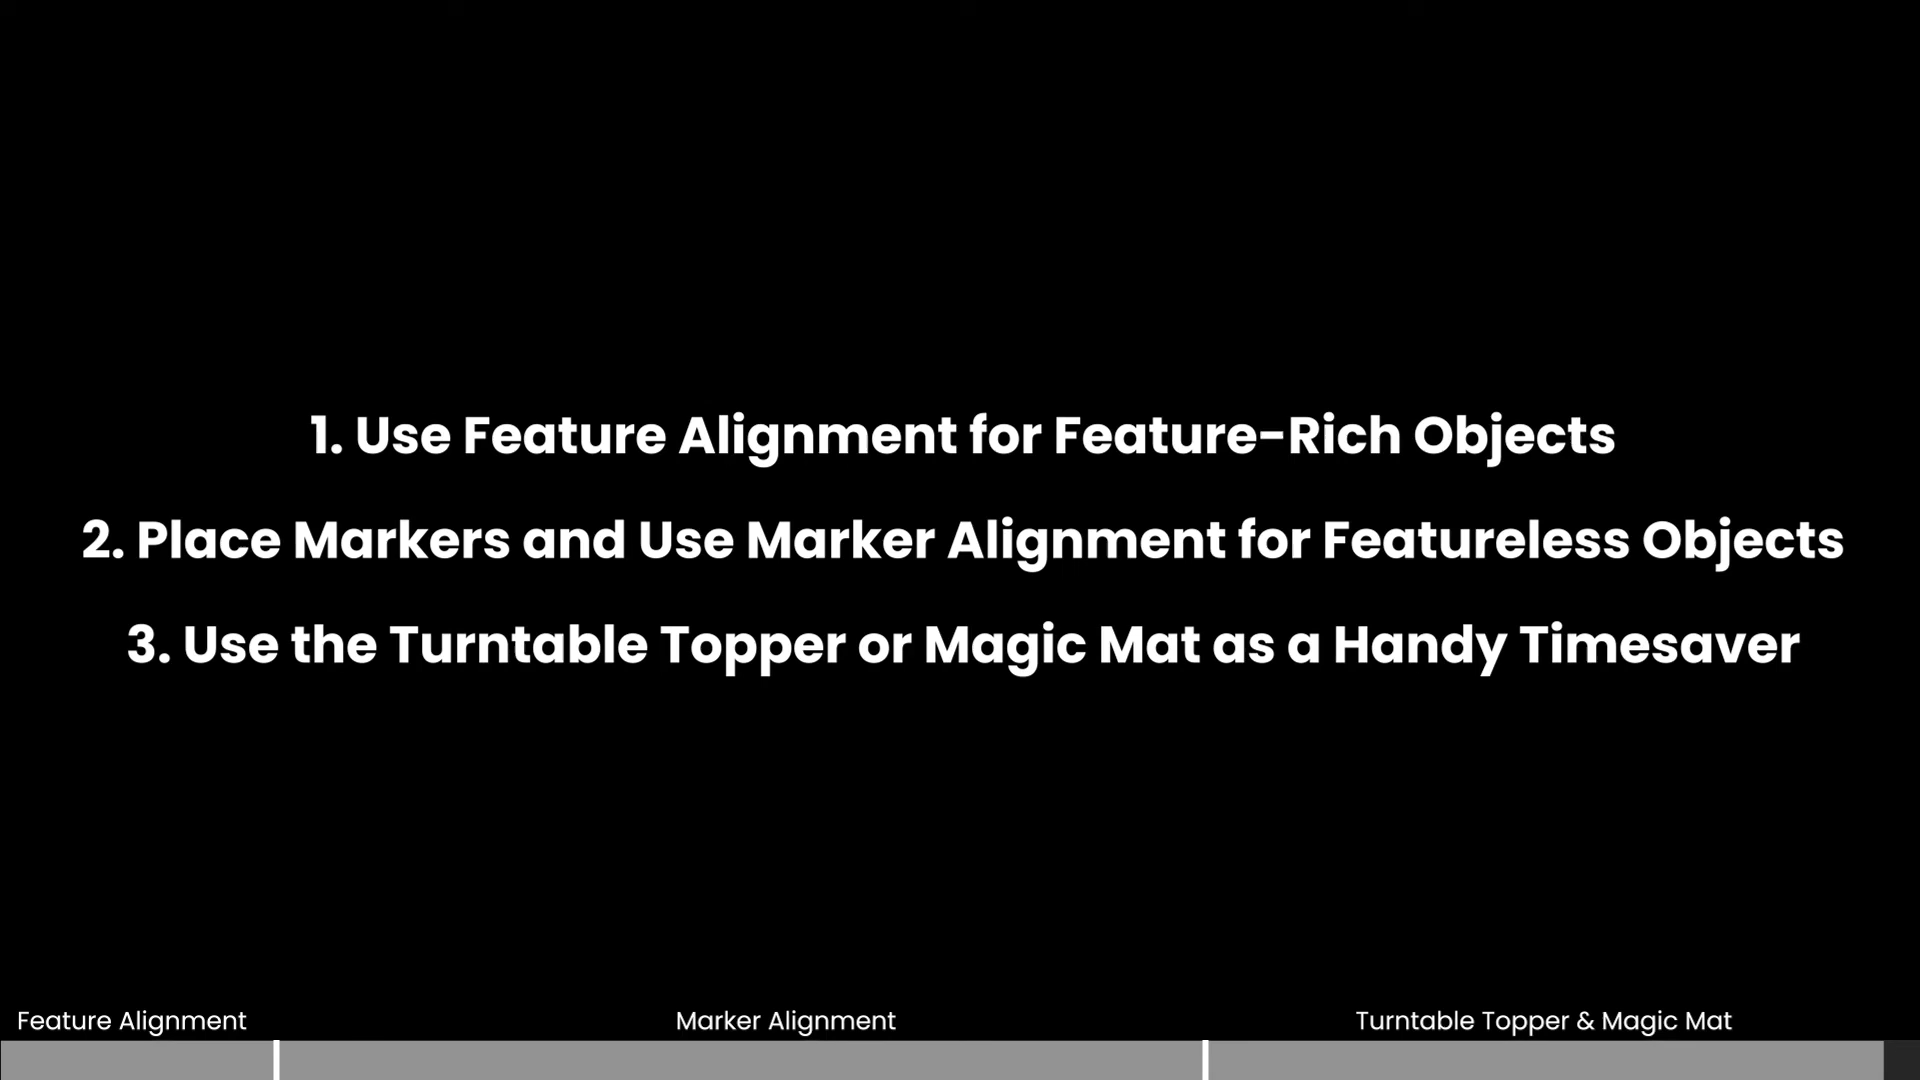 1. Use Feature Alignment for Feature-Rich Objects
2. Place Markers and Use Marker Alignment for Featureless Objects
3. Use the Turntable Topper or Magic Mat as a Handy Timesaver
Feature Alignment
Marker Alignment
Turntable Topper & Magic Mat